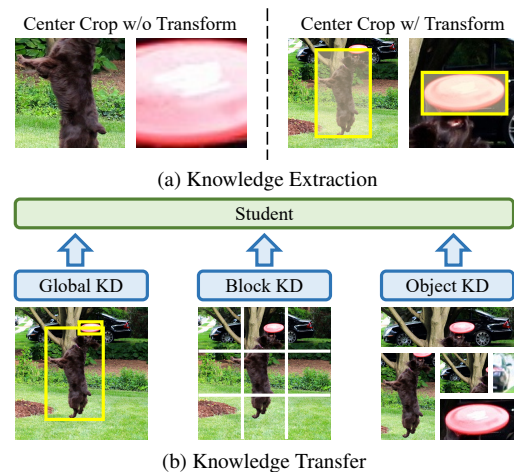 Center Crop w/o Transform
Center Crop w/ Transform
(a) Knowledge Extraction
Student
Global KD
Block KD
Object KD
(b) Knowledge Transfer